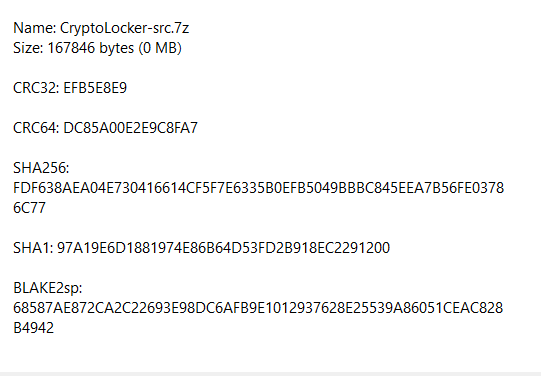 Name: CryptoLocker-src.7z
Size: 167846 bytes (0 MB)
CRC32: EFB5E8E9
CRC64: DC85A00E2E9C8FA7
SHA256:
FDF638AEA04E730416614CF5F7E6335B0EFB5049BBBC845EEA7B56FE0378
6C77
SHA1: 97A19E6D1881974E86B64D53FD2B918EC2291200
BLAKE2sp:
68587AE872CA2C22693E98DC6AFB9E1012937628E25539A86051CEAC828
B4942